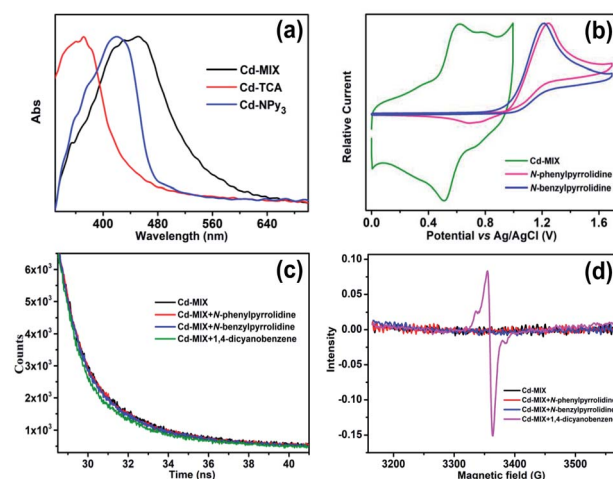 (a)
Cd-MIX
Cd-TCA
Cd-NPy3
Abs
400 480 560 640
Wavelength (nm)
(b)
Relative Current
Cd-MIX
N-phenylpyrrolidine
N-benzylpyrrolidine
0.0 0.4 0.8 1.2 1.6
Potential vs Ag/AgCl (V)
(c)
6x10³
5x10³
4x10³
3x10³
2x10³
1x10³
Counts
Cd-MIX
Cd-MIX+N-phenylpyrrolidine
Cd-MIX+N-benzylpyrrolidine
Cd-MIX+1,4-dicyanobenzene
30 32 34 36 38 40
Time (ns)
(d)
0.10
0.05
0.00
-0.05
-0.10
-0.15
Intensity
Cd-MIX
Cd-MIX+N-phenylpyrrolidine
Cd-MIX+N-benzylpyrrolidine
Cd-MIX+1,4-dicyanobenzene
3200 3300 3400 3500
Magnetic field (G)